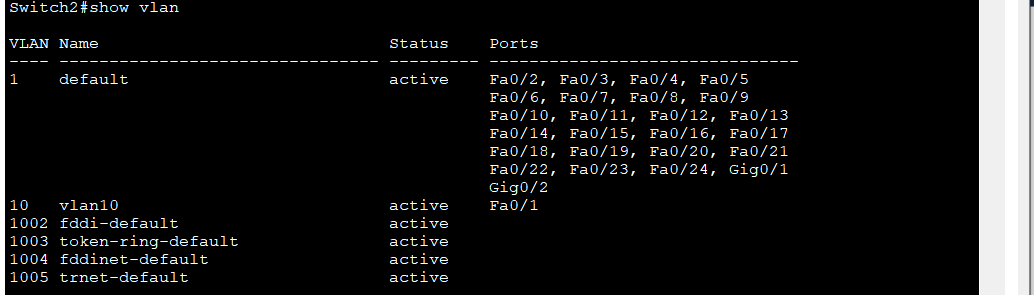 Switch2#show vlan
VLAN Name                             Status    Ports
---- -------------------------------- --------- -------------------------------
1    default                          active    Fa0/2, Fa0/3, Fa0/4, Fa0/5
                                                Fa0/6, Fa0/7, Fa0/8, Fa0/9
                                                Fa0/10, Fa0/11, Fa0/12, Fa0/13
                                                Fa0/14, Fa0/15, Fa0/16, Fa0/17
                                                Fa0/18, Fa0/19, Fa0/20, Fa0/21
                                                Fa0/22, Fa0/23, Fa0/24, Gig0/1
                                                Gig0/2
10   vlan10                           active    Fa0/1
1002 fddi-default                     active
1003 token-ring-default               active
1004 fddinet-default                  active
1005 trnet-default                    active